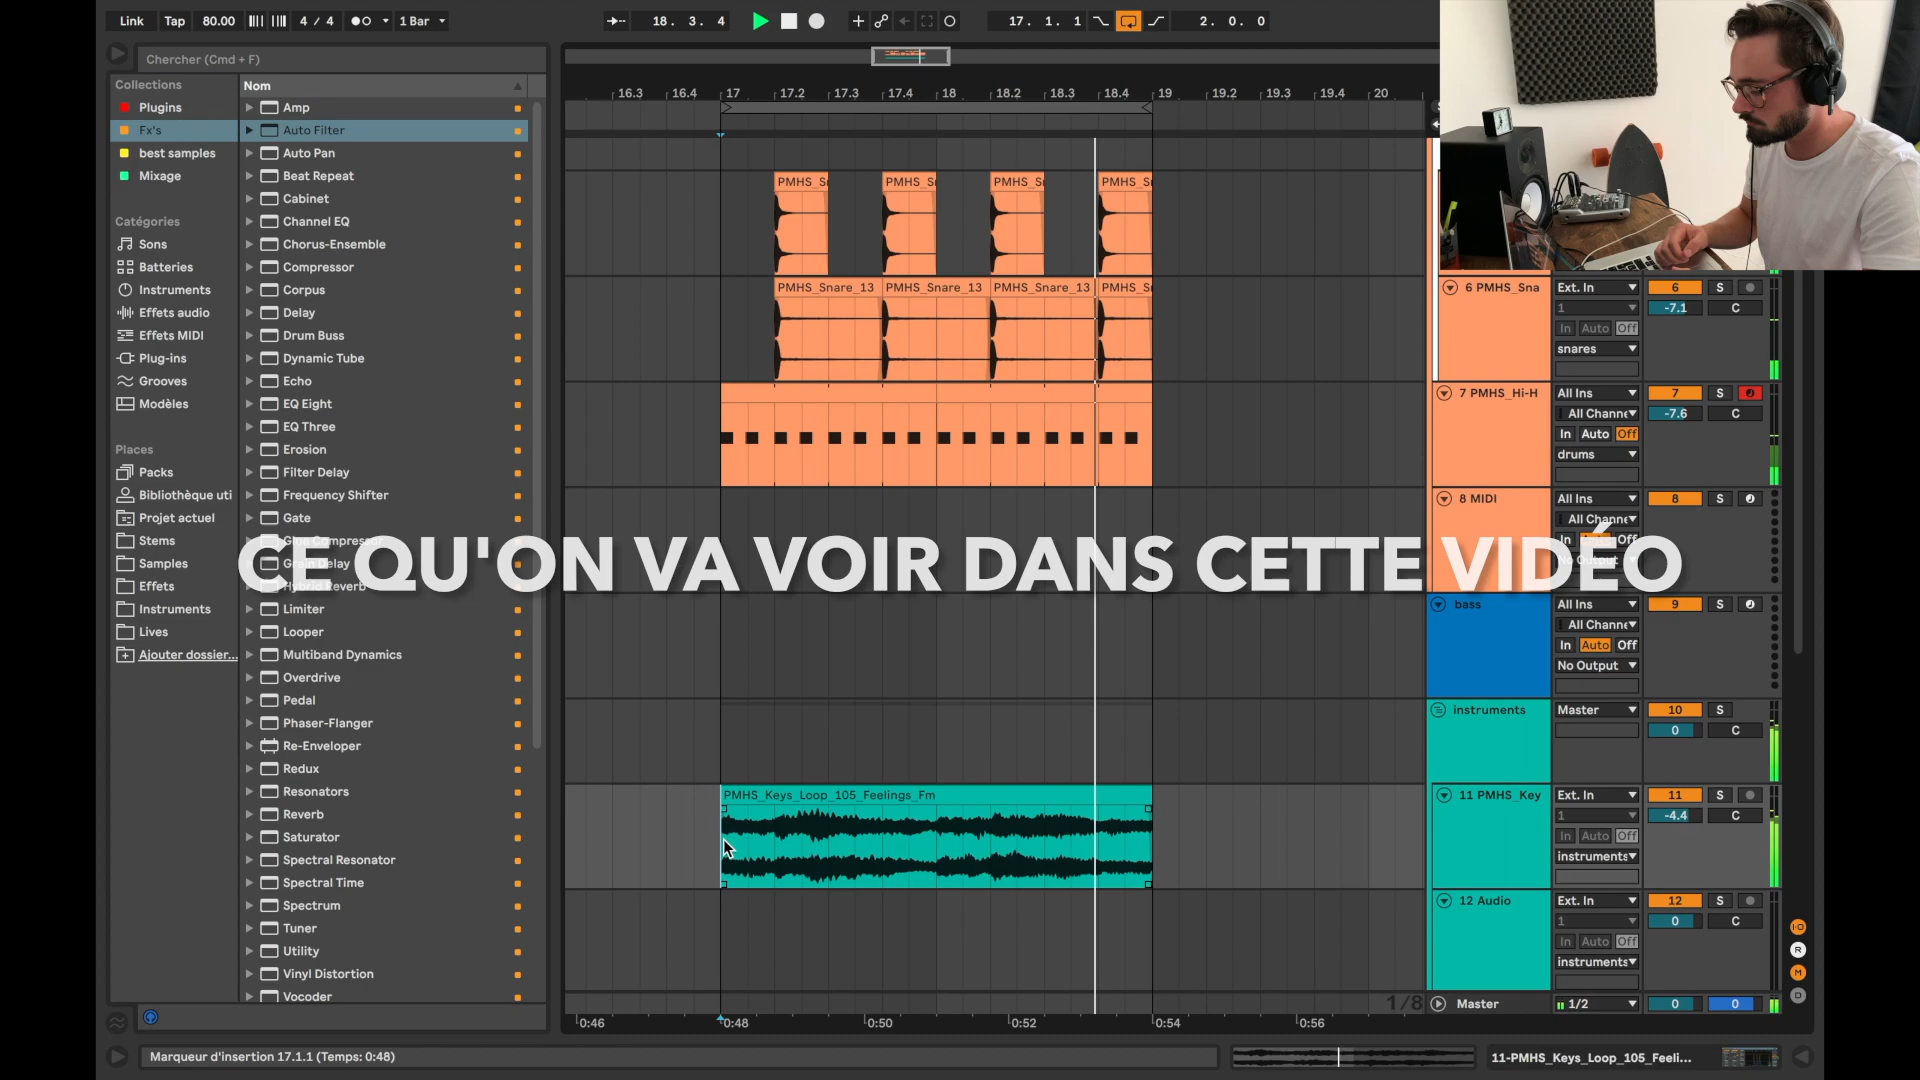 Link Tap 80.00 4 / 4 1 Bar
18. 3. 4
17. 1. 1
2. 0. 0
Chercher (Cmd + F)
Collections
Plugins
Fx's
best samples
Mixage
Catégories
Sons
Batteries
Instruments
Effets audio
Effets MIDI
Plug-ins
Grooves
Modèles
Places
Packs
Bibliothèque uti
Projet actuel
Stems
Samples
Effets
Instruments
Lives
Ajouter dossier...
Nom
Amp
Auto Filter
Auto Pan
Beat Repeat
Cabinet
Channel EQ
Chorus-Ensemble
Compressor
Corpus
Delay
Drum Buss
Dynamic Tube
Echo
EQ Eight
EQ Three
Erosion
Filter Delay
Frequency Shifter
Gate
Glue Compressor
Grain Delay
Hybrid Reverb
Limiter
Looper
Multiband Dynamics
Overdrive
Pedal
Phaser-Flanger
Re-Enveloper
Redux
Resonators
Reverb
Saturator
Spectral Resonator
Spectral Time
Spectrum
Tuner
Utility
Vinyl Distortion
Vocoder
16.3 16.4 17 17.2 17.3 17.4 18 18.2 18.3 18.4 19 19.2 19.3 19.4 20
PMHS_S PMHS_S PMHS_S PMHS_S
PMHS_Snare_13 PMHS_Snare_13 PMHS_Snare_13 PMHS_S
CE QU'ON VA VOIR DANS CETTE VIDÉO
PMHS_Keys_Loop_105_Feelings_Fm
6 PMHS_Sna Ext. In 6 S
1 -7.1 C
In Auto Off
snares
7 PMHS_Hi-H All Ins 7 S
All Channe -7.6 C
In Auto Off
drums
8 MIDI All Ins 8 S
All Channe
In Auto Off
No Output
bass All Ins 9 S
All Channe
In Auto Off
No Output
instruments Master 10 S
0 C
11 PMHS_Key Ext. In 11 S
1 -4.4 C
In Auto Off
instruments
12 Audio Ext. In 12 S
1 0 C
In Auto Off
instruments
I·O
R
M
D
1/8 Master 1/2 0 0
0:46 0:48 0:50 0:52 0:54 0:56
Marqueur d'insertion 17.1.1 (Temps: 0:48)
11-PMHS_Keys_Loop_105_Feeli...